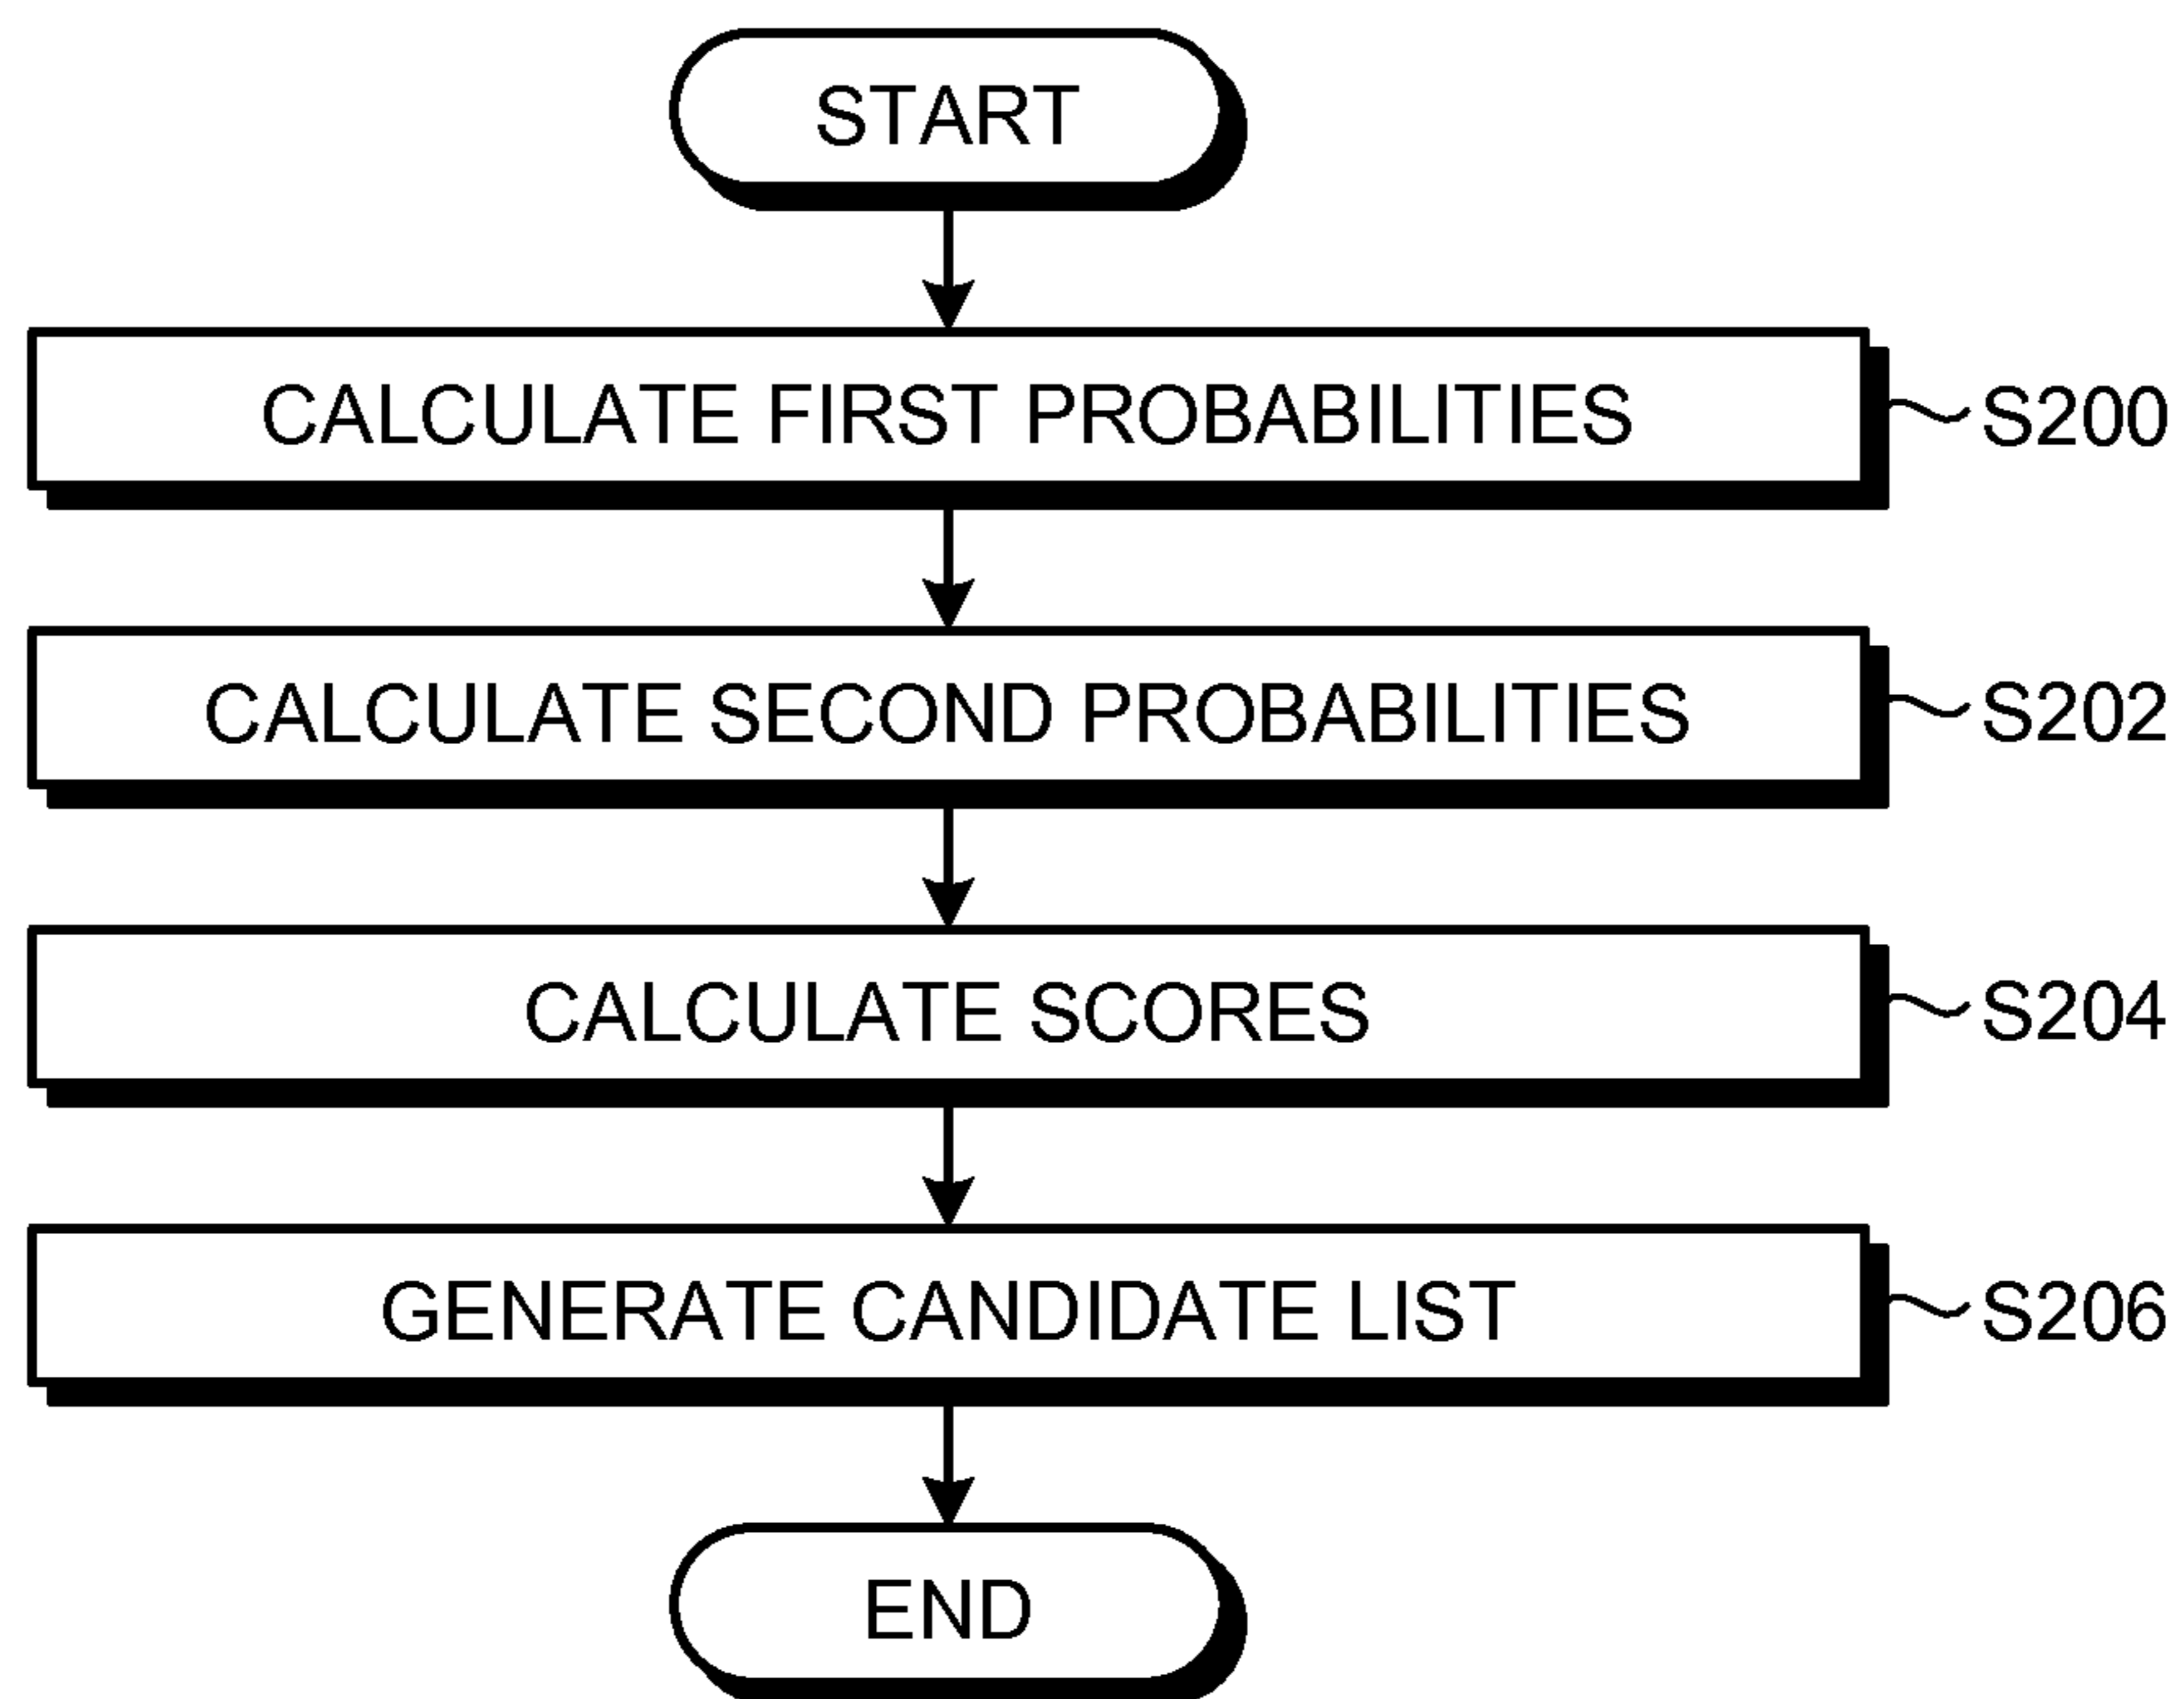 START
CALCULATE FIRST PROBABILITIES
S200
CALCULATE SECOND PROBABILITIES
S202
CALCULATE SCORES
S204
GENERATE CANDIDATE LIST
S206
END